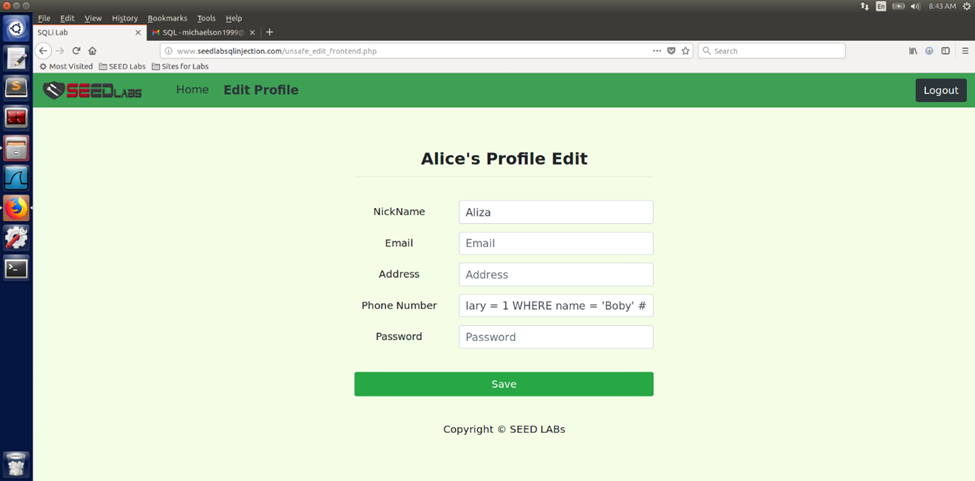 File Edit View History Bookmarks Tools Help
En 8:43 AM
SQLi Lab SQL - michaelson1999@
www.seedlabsqlinjection.com/unsafe_edit_frontend.php Search
Most Visited SEED Labs Sites for Labs
SEEDLABS Home Edit Profile Logout
Alice's Profile Edit
NickName Aliza
Email Email
Address Address
Phone Number lary = 1 WHERE name = 'Boby' #
Password Password
Save
Copyright © SEED LABs